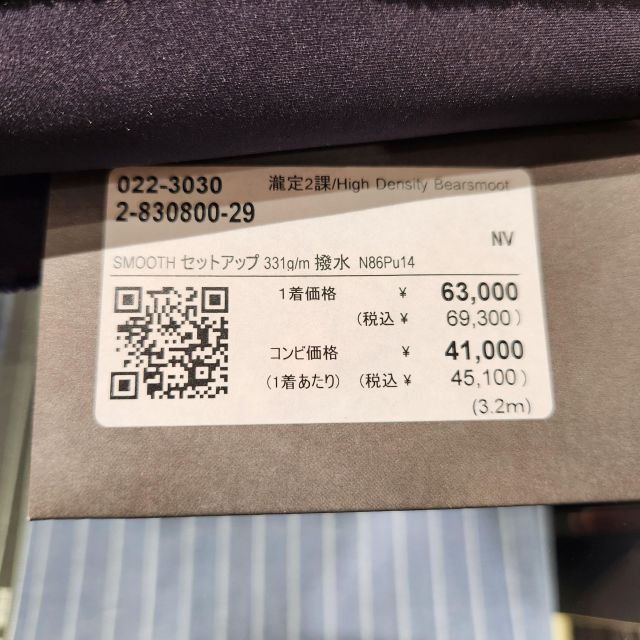 022-3030 瀧定2課/High Density Bearsmoot
2-830800-29
NV
SMOOTH セットアップ 331g/m 撥水 N86Pu14
1着価格 ¥ 63,000
(税込 ¥ 69,300)
コンビ価格 ¥ 41,000
(1着あたり) (税込 ¥ 45,100)
(3.2m)